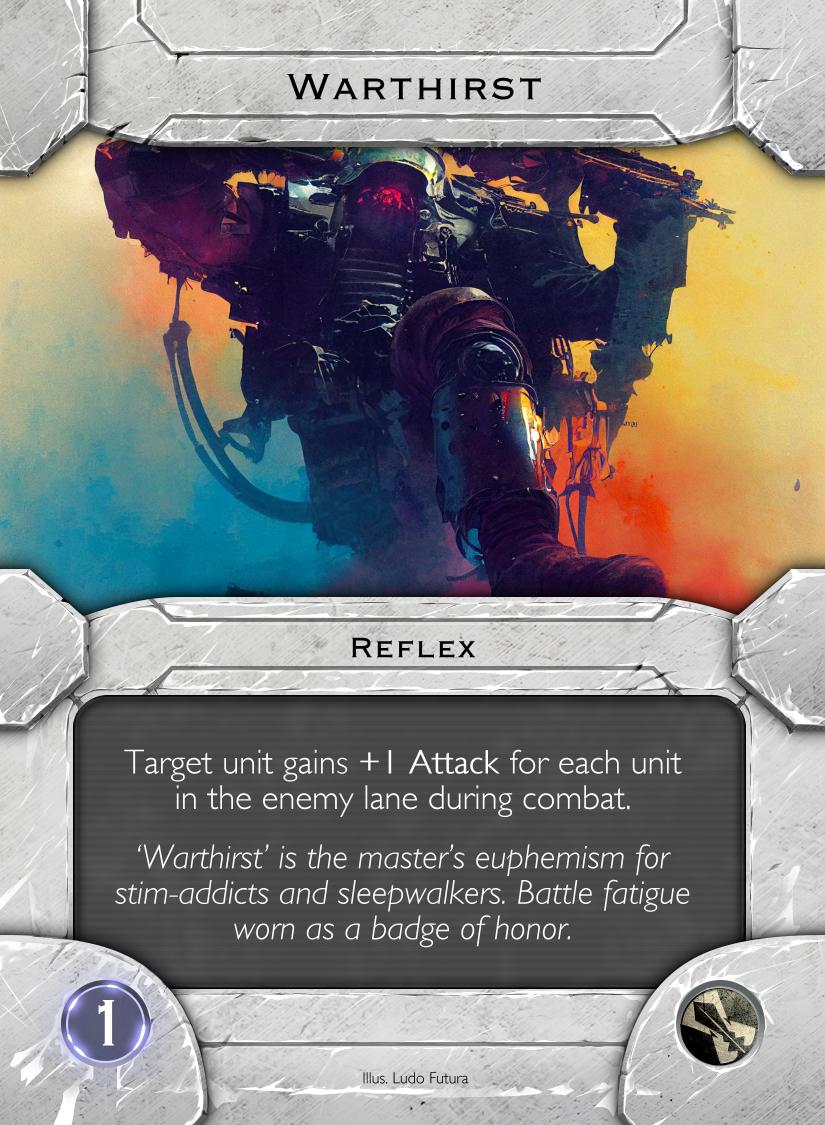 Warthirst
Reflex
Target unit gains +1 Attack for each unit
in the enemy lane during combat.
‘Warthirst’ is the master’s euphemism for
stim-addicts and sleepwalkers. Battle fatigue
worn as a badge of honor.
1
Illus. Ludo Futura